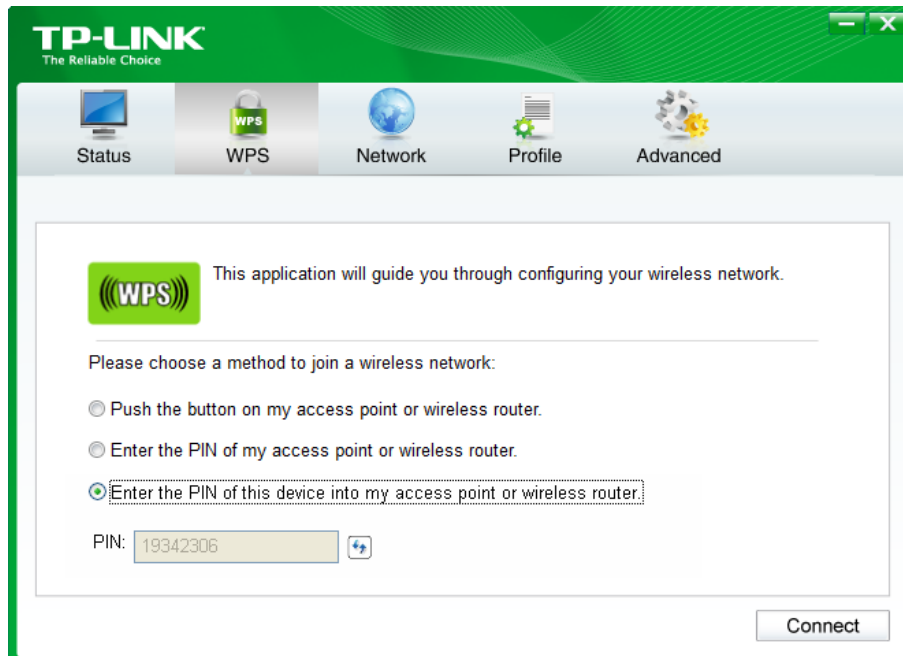 TP-LINK
The Reliable Choice
Status WPS Network Profile Advanced
WPS
This application will guide you through configuring your wireless network.
(((WPS)))
Please choose a method to join a wireless network:
Push the button on my access point or wireless router.
Enter the PIN of my access point or wireless router.
Enter the PIN of this device into my access point or wireless router.
PIN: 19342306
Connect